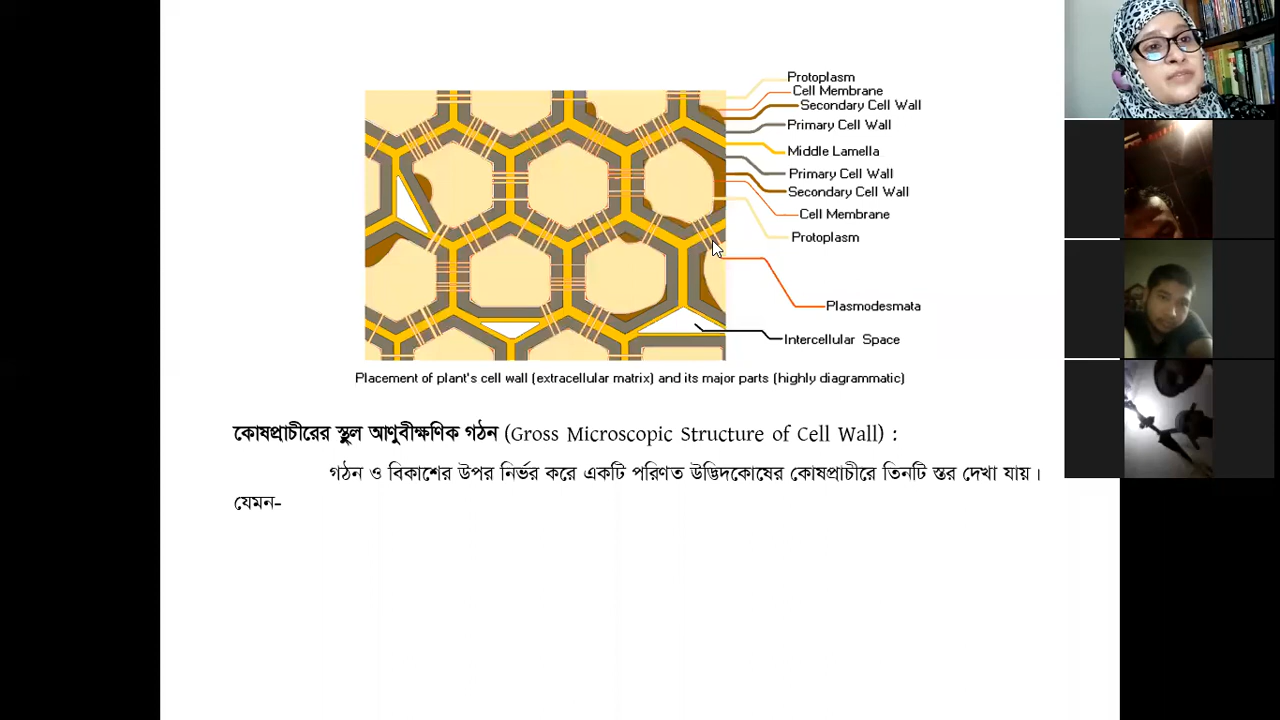 Protoplasm
Cell Membrane
Secondary Cell Wall
Primary Cell Wall
Middle Lamella
Primary Cell Wall
Secondary Cell Wall
Cell Membrane
Protoplasm
Plasmodesmata
Intercellular Space
Placement of plant's cell wall (extracellular matrix) and its major parts (highly diagrammatic)
কোষপ্রাচীরের স্থুল আণুবীক্ষণিক গঠন (Gross Microscopic Structure of Cell Wall) :
গঠন ও বিকাশের উপর নির্ভর করে একটি পরিণত উদ্ভিদকোষের কোষপ্রাচীরে তিনটি স্তর দেখা যায়।
যেমন-